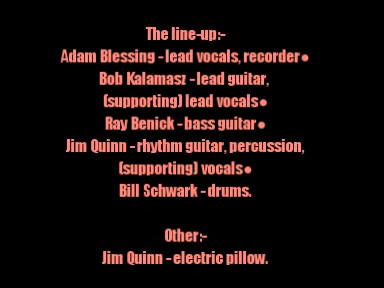 The line-up:-
Adam Blessing - lead vocals, recorder●
Bob Kalamasz - lead guitar,
(supporting) lead vocals●
Ray Benick - bass guitar●
Jim Quinn - rhythm guitar, percussion,
(supporting) vocals●
Bill Schwark - drums.
Other:-
Jim Quinn - electric pillow.